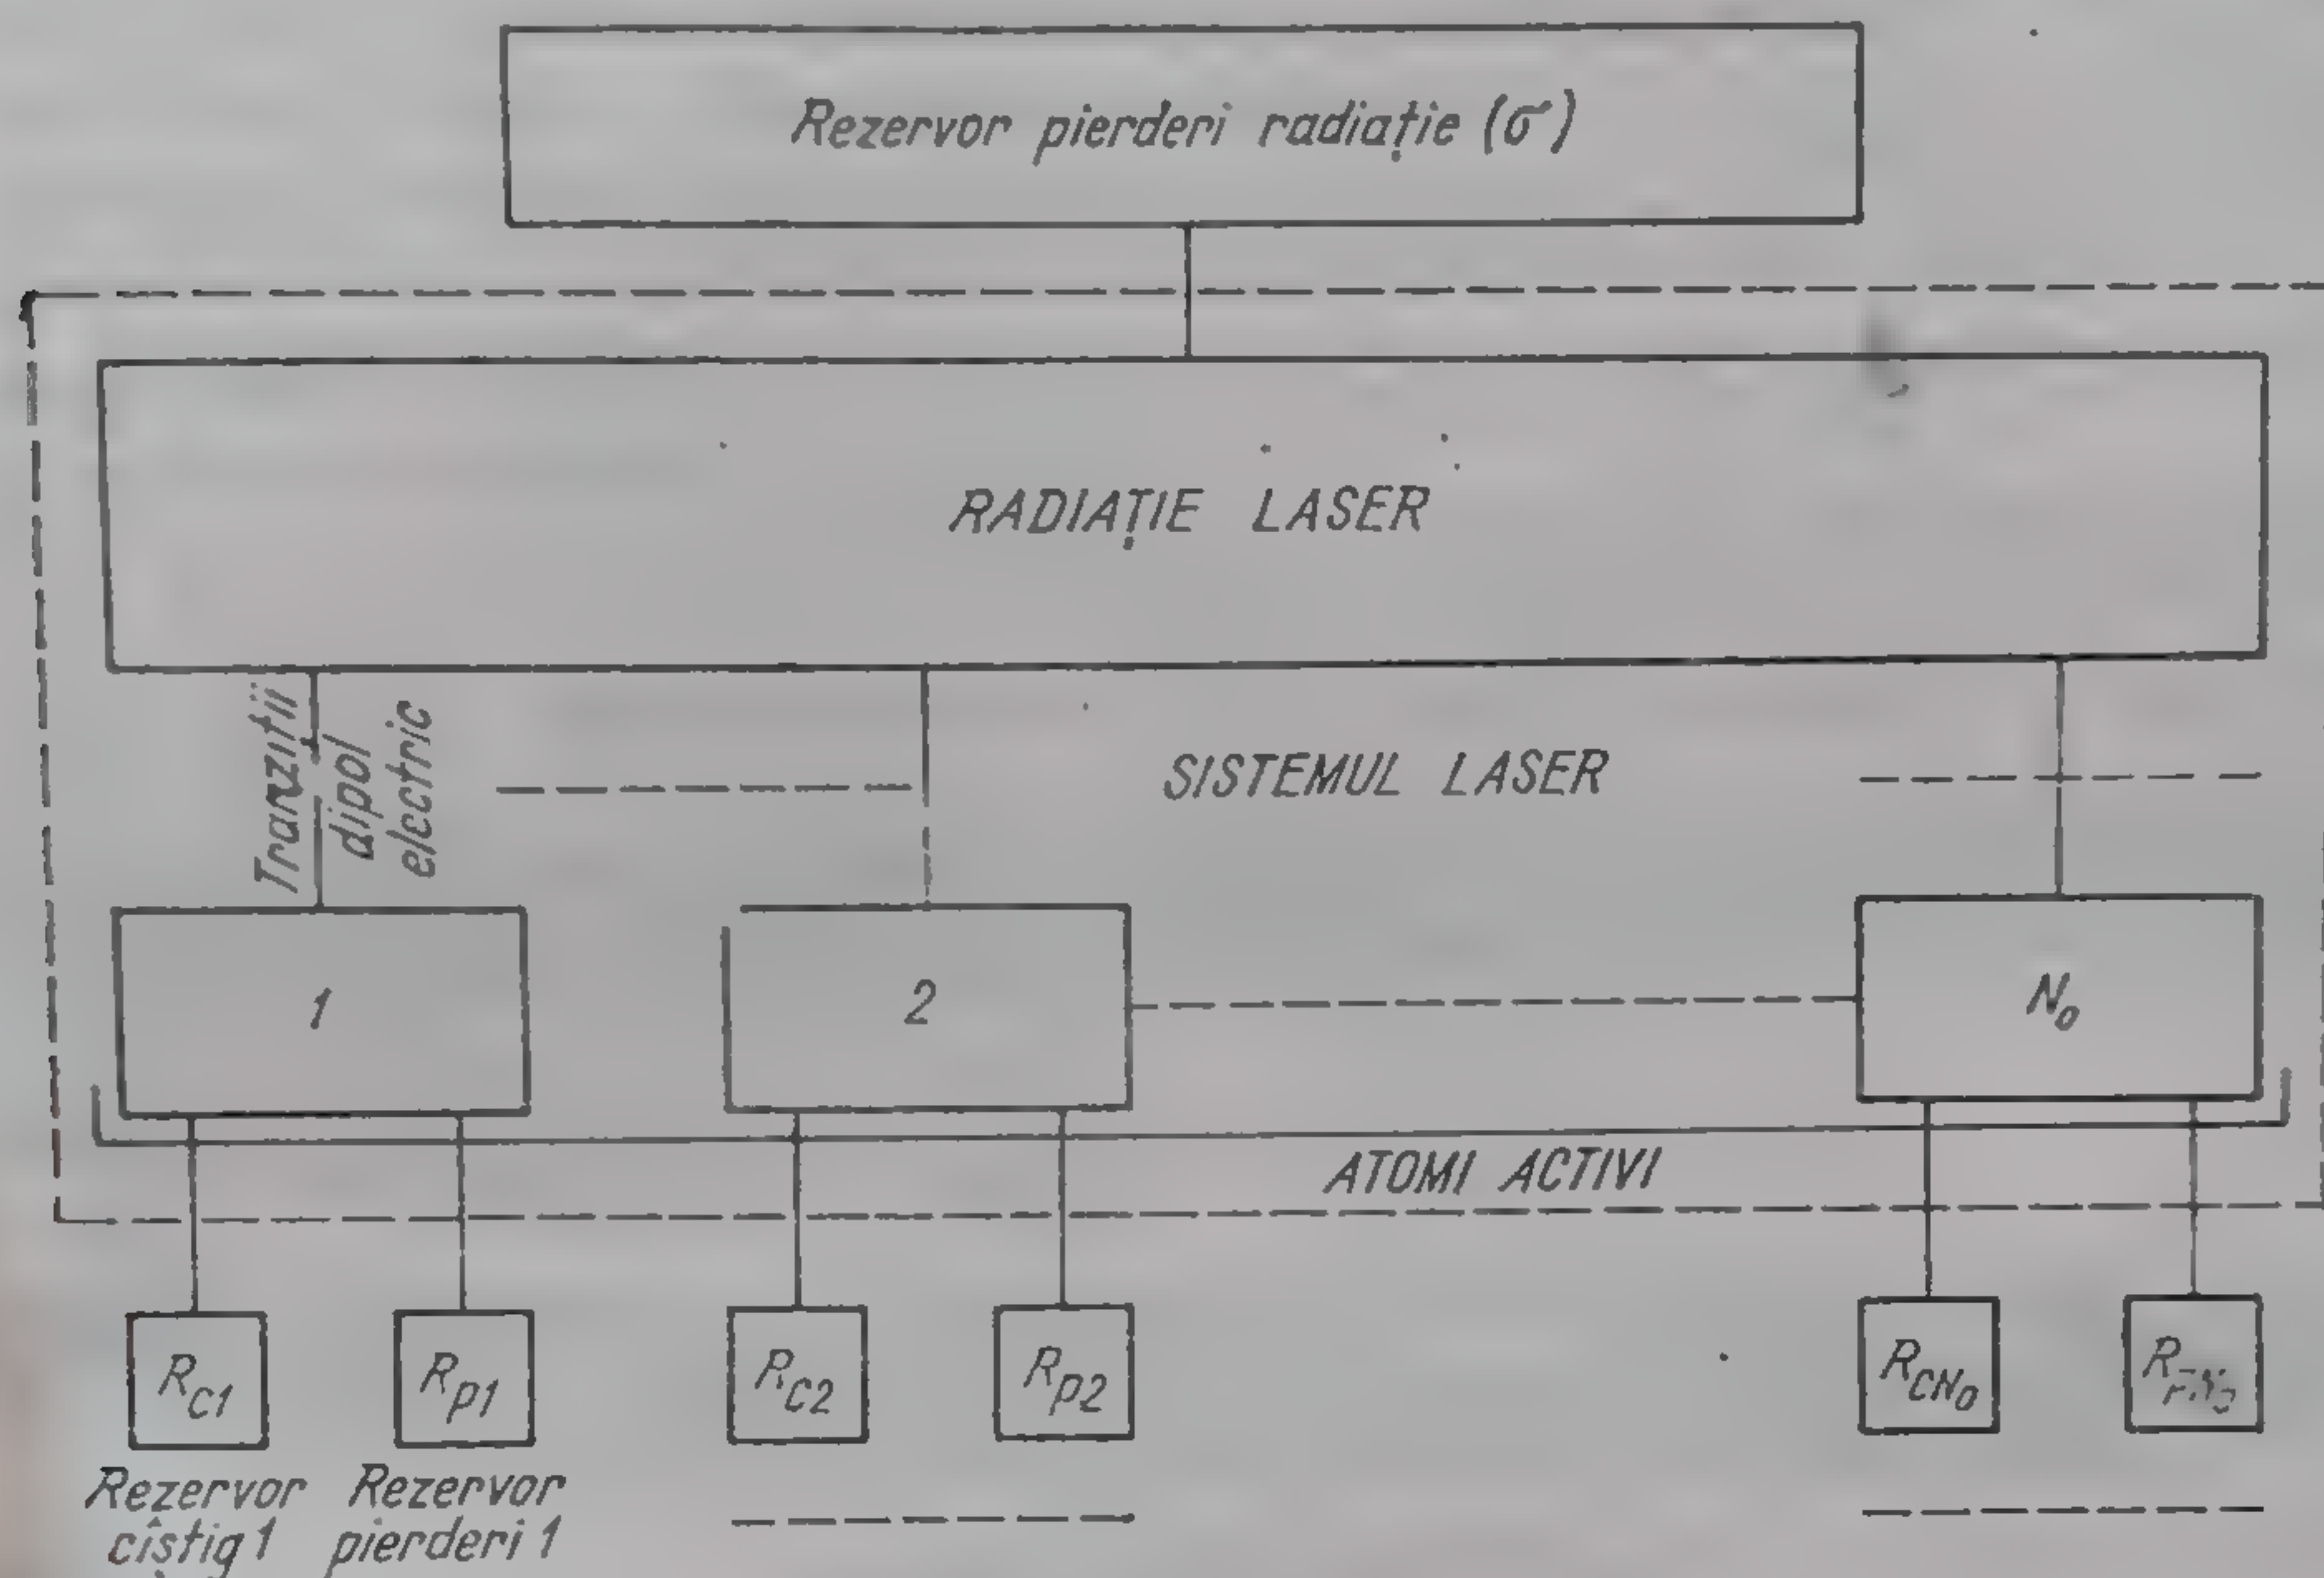 Rezervor pierderi radiație (σ)
RADIAȚIE LASER
Tranzitii
dipol
electric
SISTEMUL LASER
1
2
N₀
ATOMI ACTIVI
R_C1
R_p1
R_C2
R_p2
R_CN₀
Rezervor
cîștig 1
Rezervor
pierderi 1